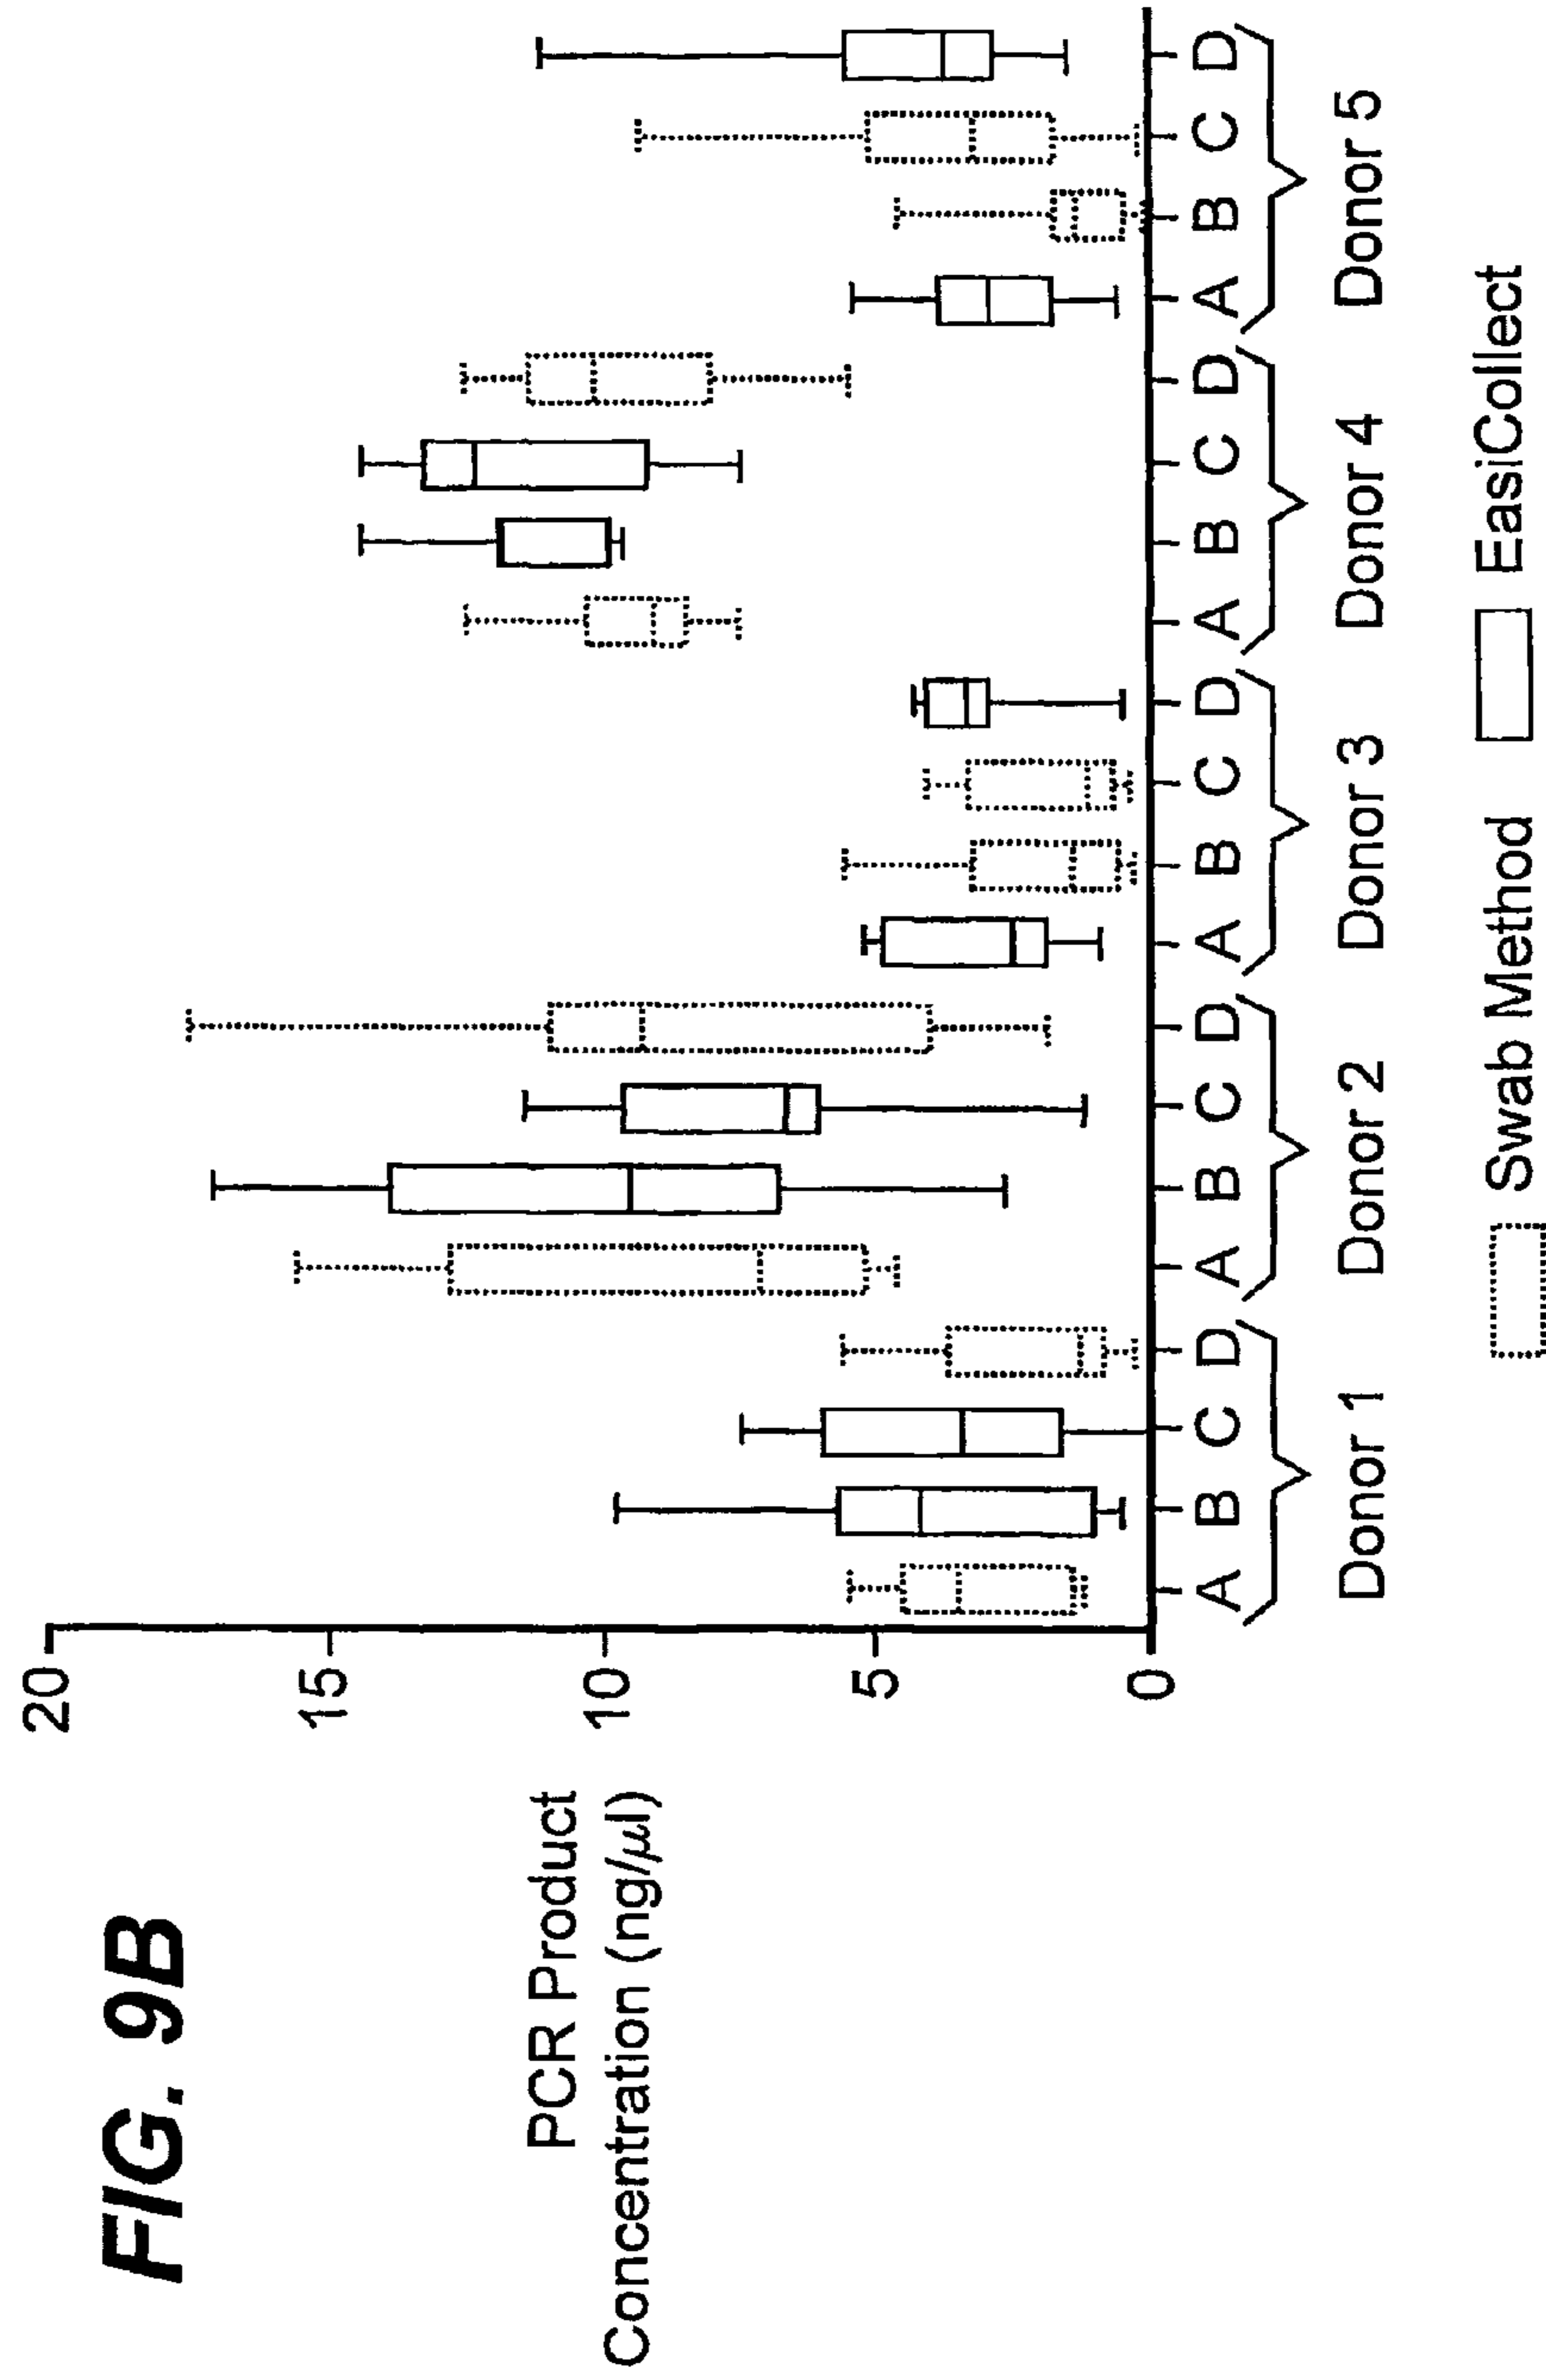 FIG. 9B
PCR Product
Concentration (ng/µl)
20
15
10
5
0
A B C D A B C D A B C D A B C D A B C D
Donor 1 Donor 2 Donor 3 Donor 4 Donor 5
Swab Method EasiCollect